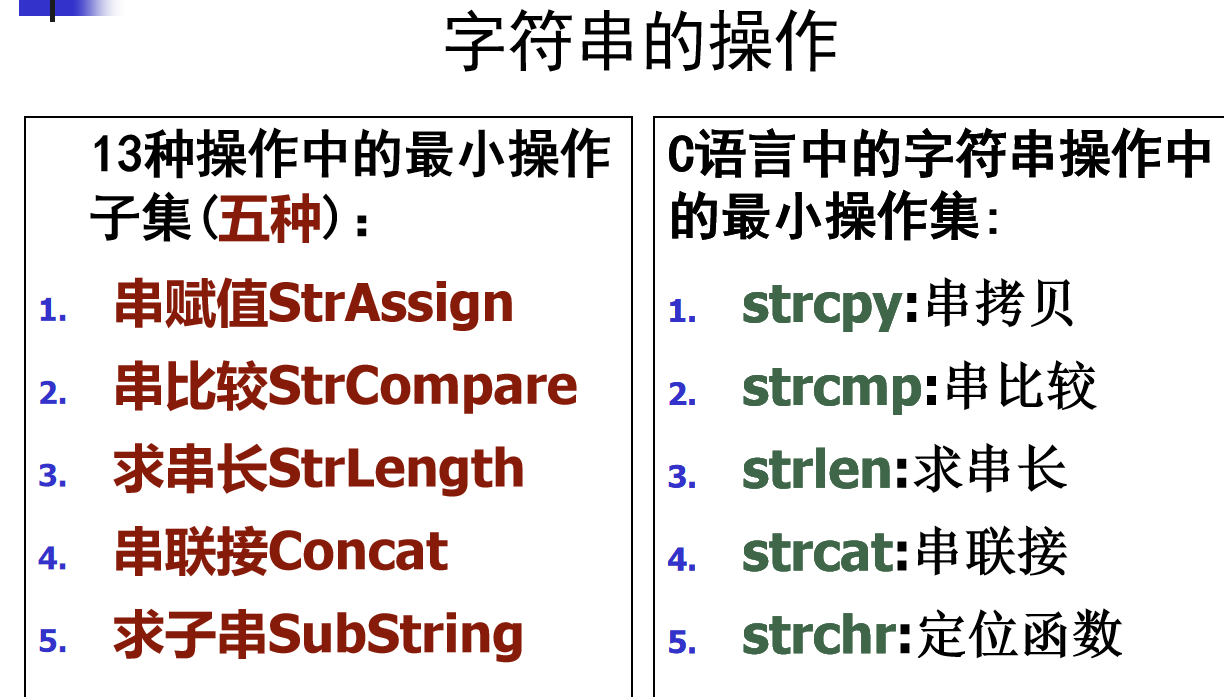 字符串的操作
13种操作中的最小操作
子集(五种):
1. 串赋值StrAssign
2. 串比较StrCompare
3. 求串长StrLength
4. 串联接Concat
5. 求子串SubString
C语言中的字符串操作中
的最小操作集:
1. strcpy:串拷贝
2. strcmp:串比较
3. strlen:求串长
4. strcat:串联接
5. strchr:定位函数